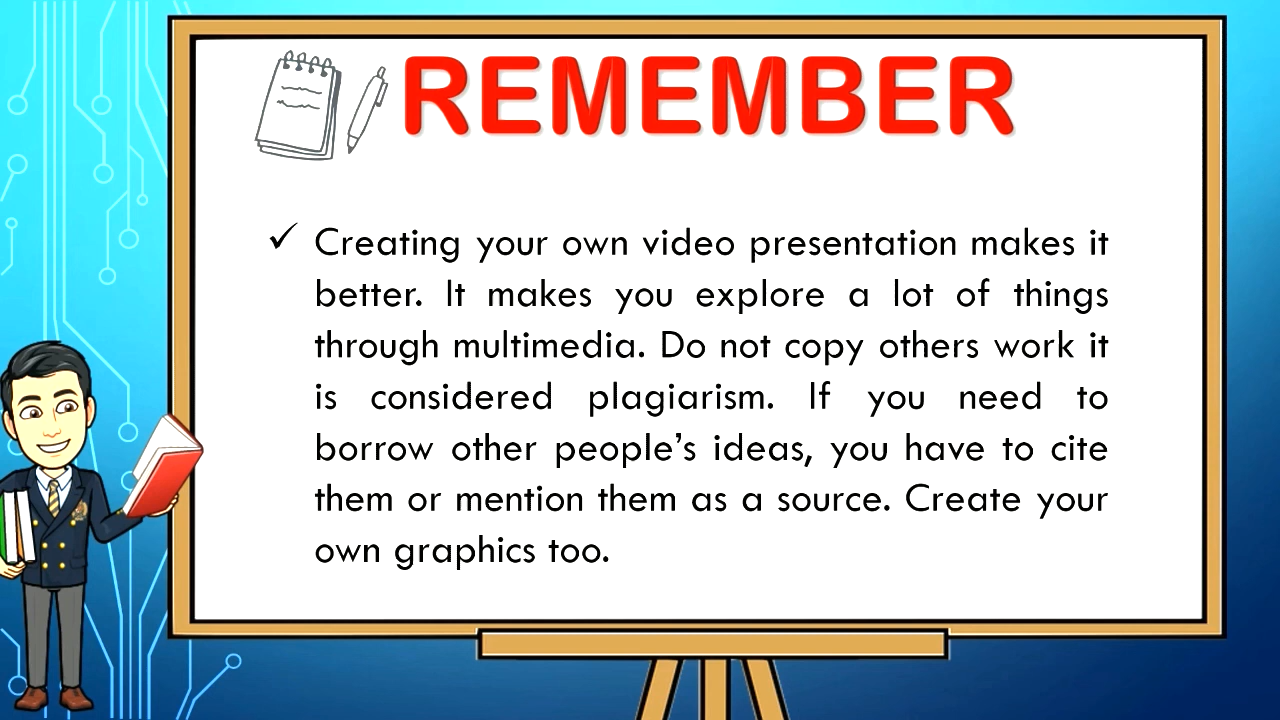 REMEMBER
✓ Creating your own video presentation makes it
better. It makes you explore a lot of things
through multimedia. Do not copy others work it
is considered plagiarism. If you need to
borrow other people’s ideas, you have to cite
them or mention them as a source. Create your
own graphics too.